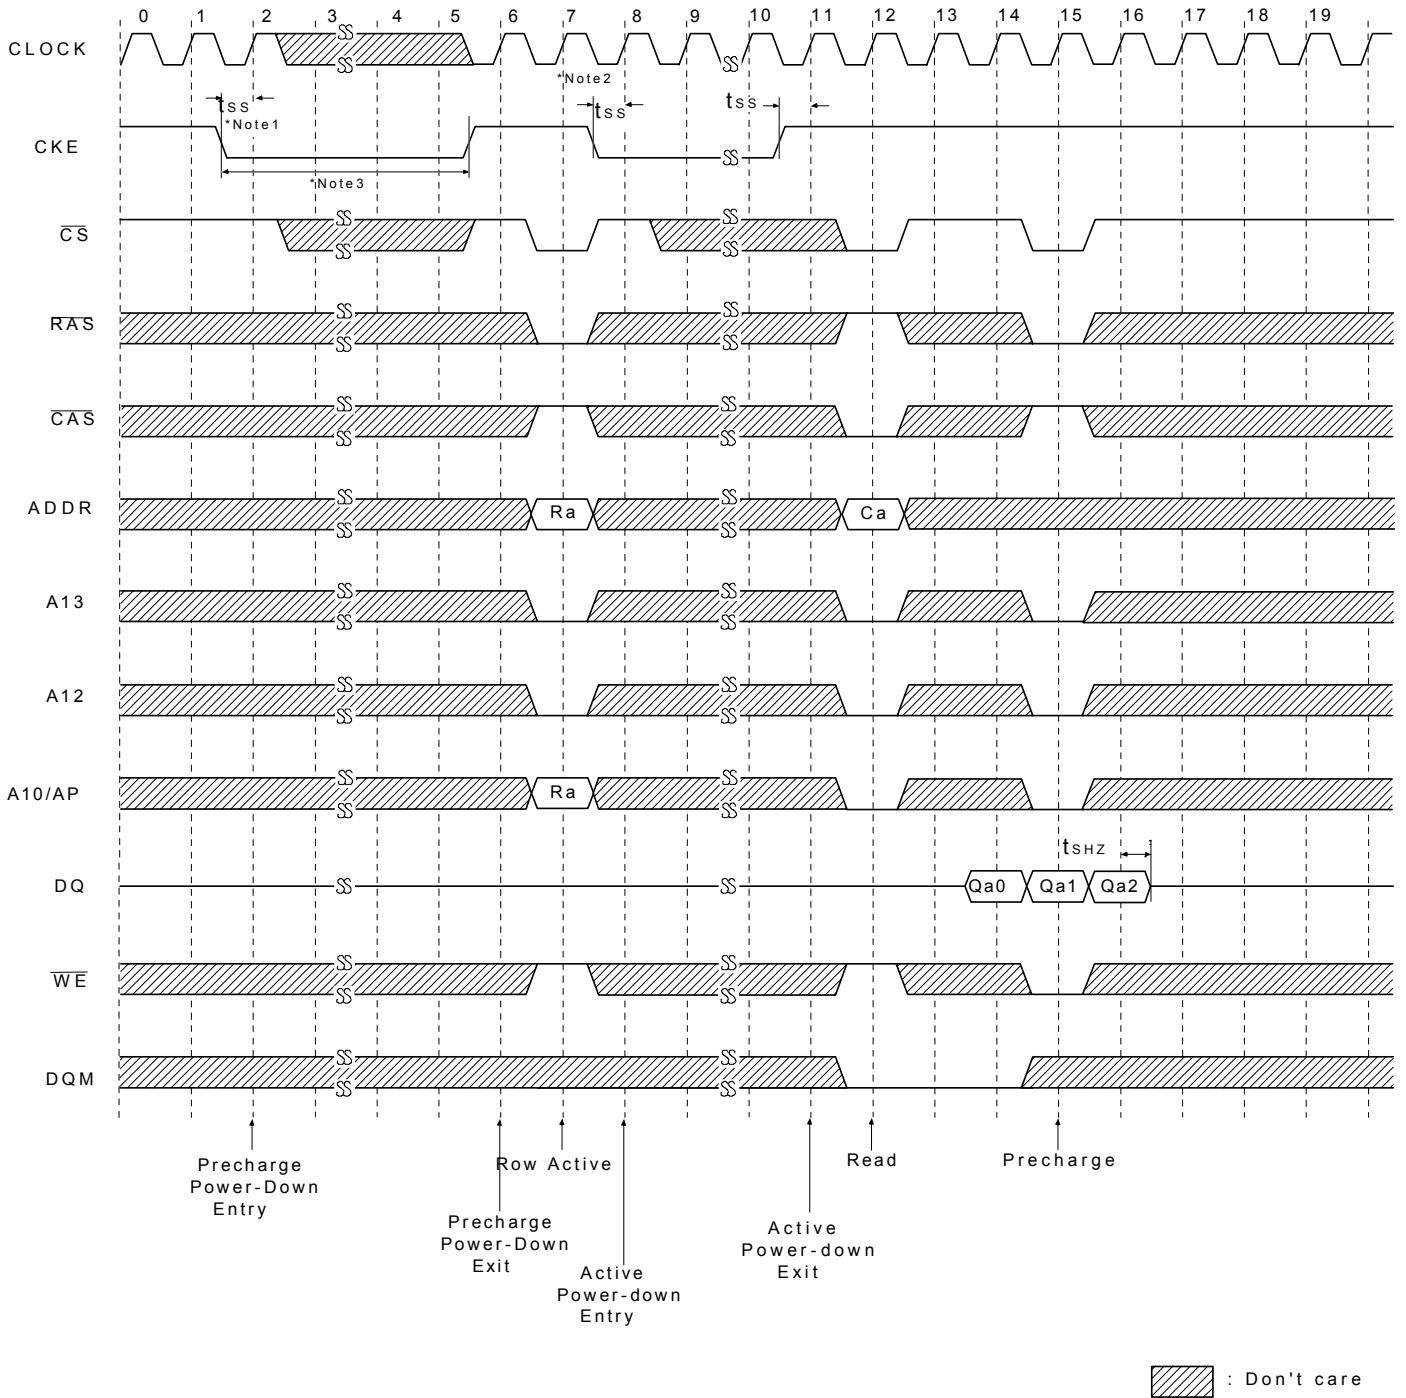 0 1 2 3 4 5 6 7 8 9 10 11 12 13 14 15 16 17 18 19
CLOCK
*Note2
tss
tss
tss
*Note1
CKE
*Note3
CS
RAS
CAS
ADDR Ra Ca
A13
A12
A10/AP Ra
tSHZ
DQ Qa0 Qa1 Qa2
WE
DQM
Precharge
Power-Down
Entry
Row Active
Read
Precharge
Precharge
Power-Down
Exit
Active
Power-down
Exit
Active
Power-down
Entry
: Don't care